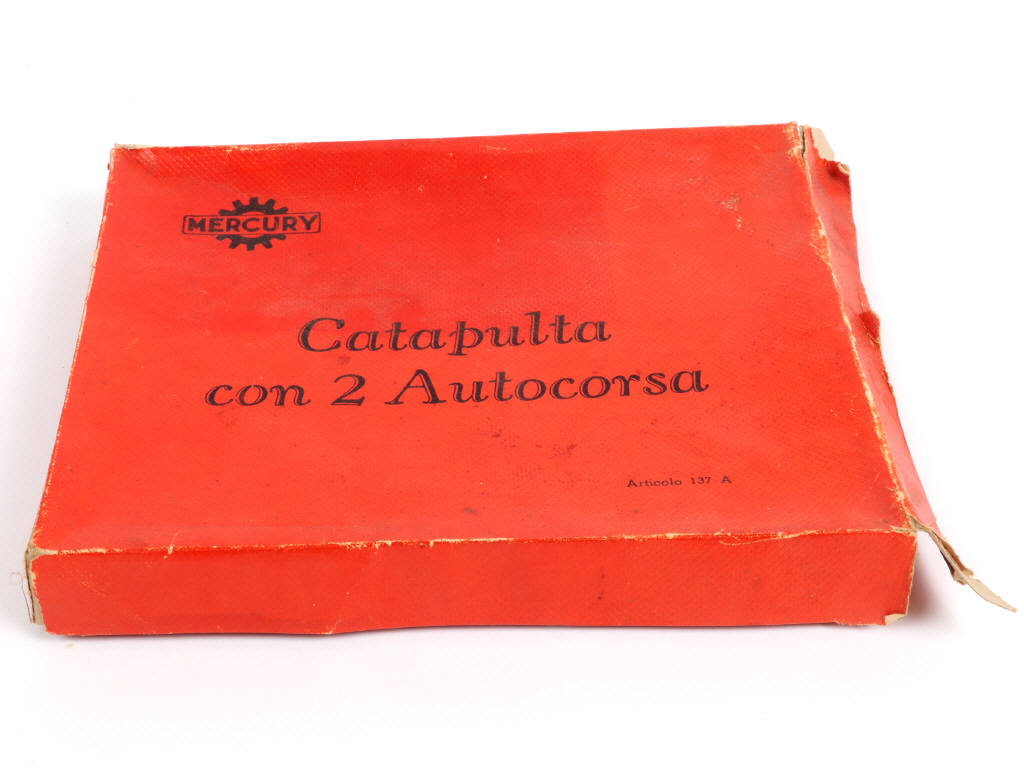 MERCURY
Catapulta
con 2 Autocorsa
Articolo 137 A